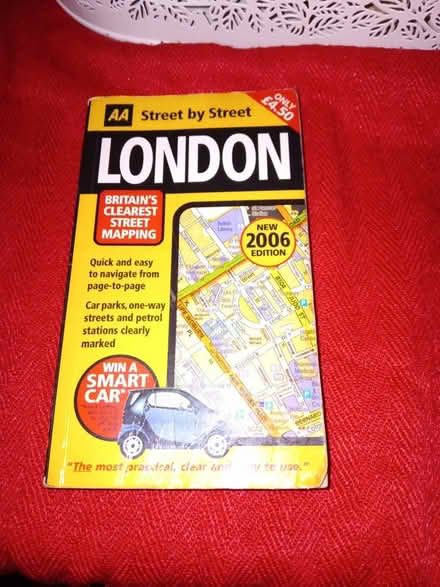 AA Street by Street
ONLY
£4.50
LONDON
BRITAIN'S
CLEAREST
STREET
MAPPING
NEW
2006
EDITION
Quick and easy
to navigate from
page-to-page
Car parks, one-way
streets and petrol
stations clearly
marked
WIN A
SMART
CAR*
"The most practical, clear and easy to use."